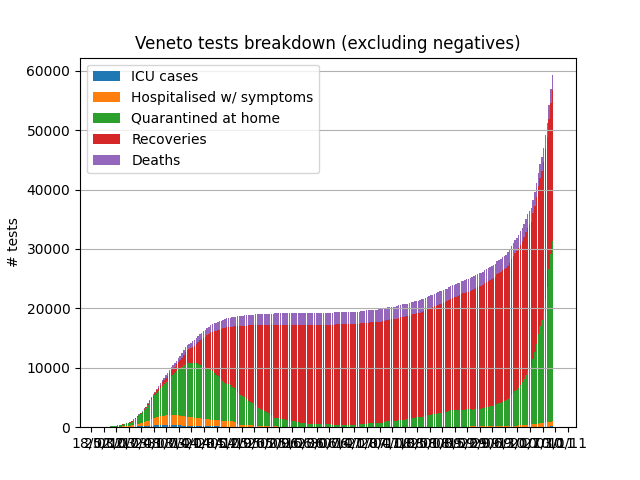 Veneto tests breakdown (excluding negatives)
ICU cases
Hospitalised w/ symptoms
Quarantined at home
Recoveries
Deaths
60000
50000
40000
30000
20000
10000
0
# tests